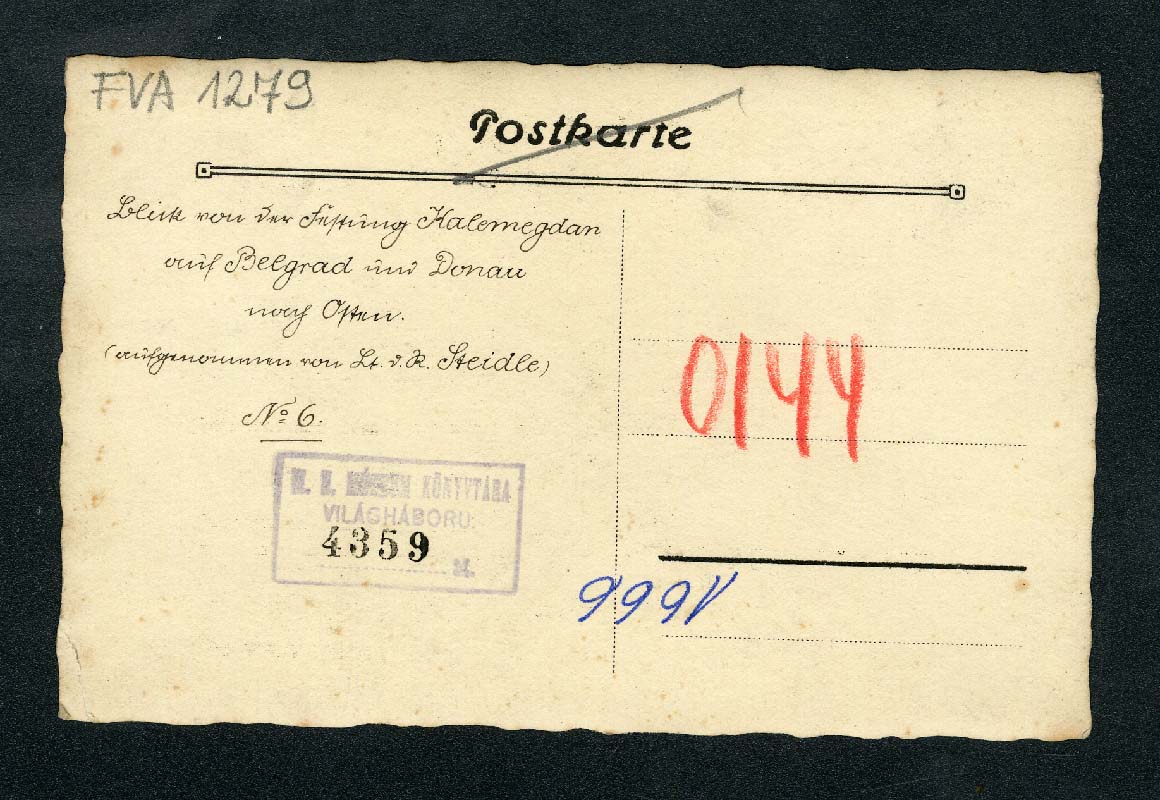 FVA 1279
Postkarte
Blick von der Festung Kalemegdan
auf Belgrad und Donau
nach Osten.
(aufgenommen von Lt. d. R. Steidle)
No 6.
0144
KÖNYVTÁRA
VILÁGHÁBORU.
4359